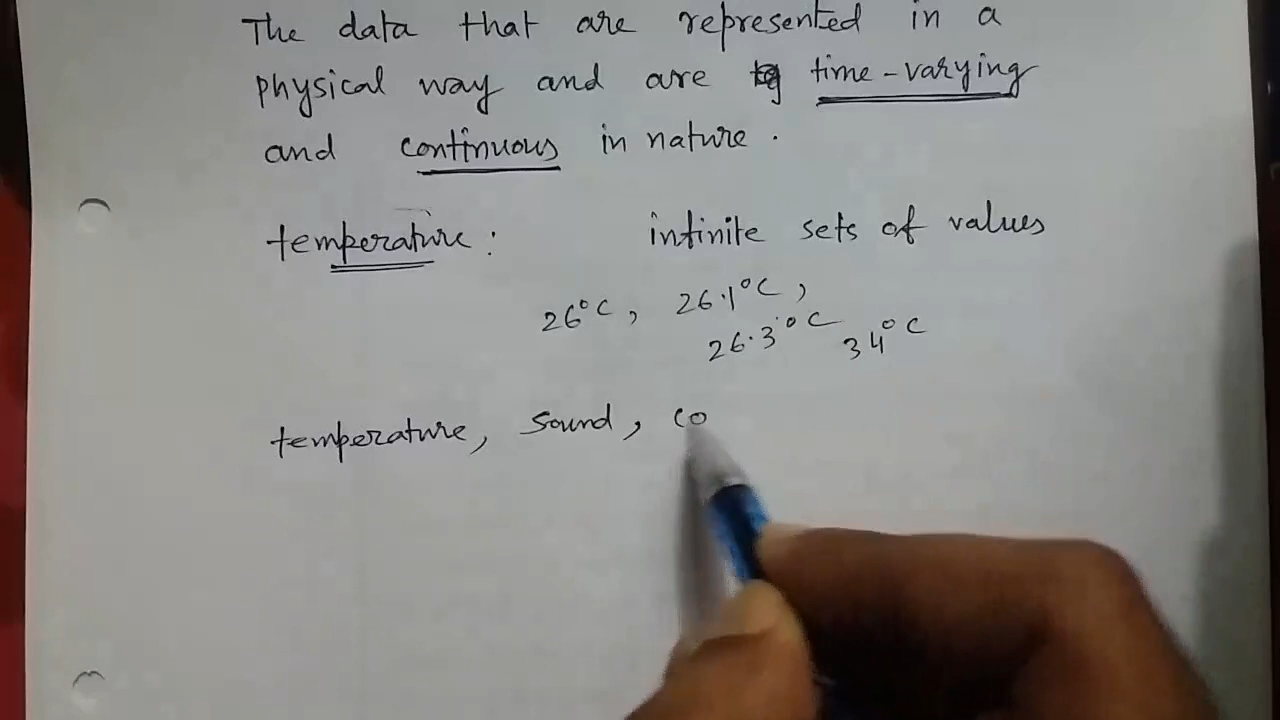 The data that are represented in a
physical way and are time-varying
and continuous in nature.
temperature: infinite sets of values
26°C, 26.1°C,
26.3°C 34°C
temperature, Sound, co